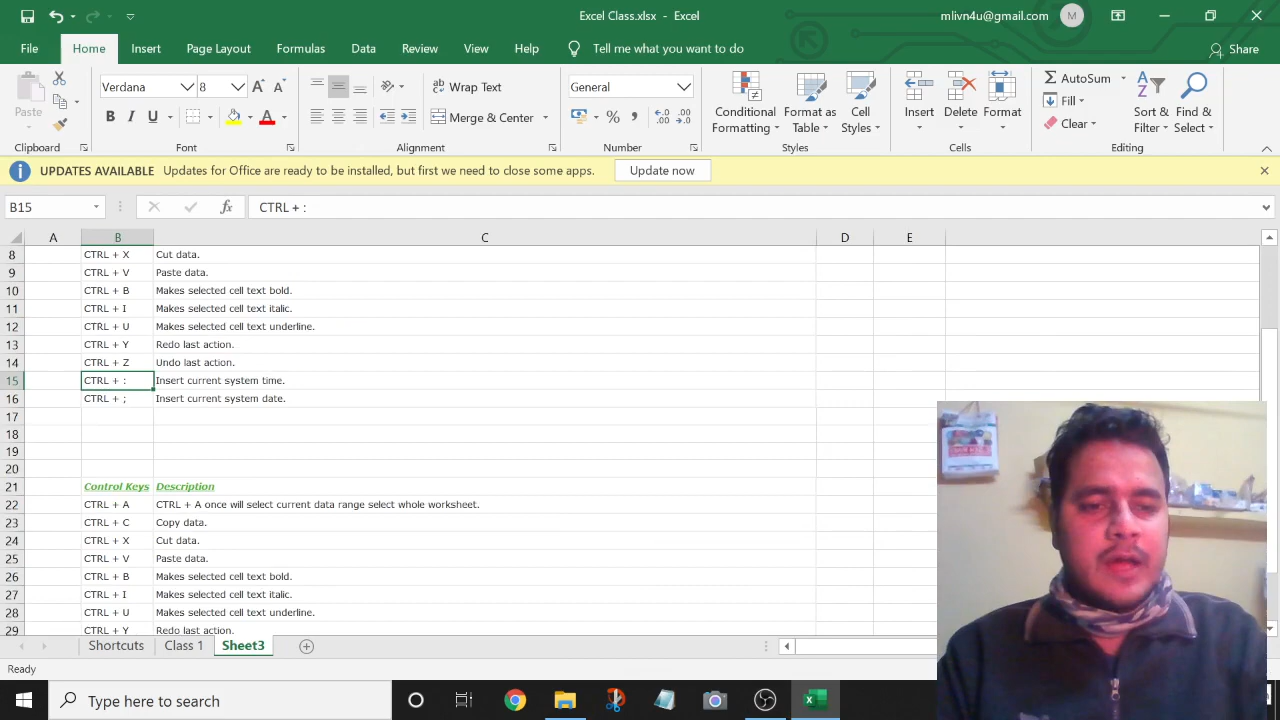 Excel Class.xlsx - Excel
mlivn4u@gmail.com M
File Home Insert Page Layout Formulas Data Review View Help Tell me what you want to do Share
Verdana 8 Wrap Text General AutoSum
Paste Merge & Center Conditional Formatting Format as Table Cell Styles Insert Delete Format Fill Clear Sort & Filter Find & Select
Clipboard Font Alignment Number Styles Cells Editing
UPDATES AVAILABLE Updates for Office are ready to be installed, but first we need to close some apps. Update now
B15 fx CTRL + :
A B C D E
8 CTRL + X Cut data.
9 CTRL + V Paste data.
10 CTRL + B Makes selected cell text bold.
11 CTRL + I Makes selected cell text italic.
12 CTRL + U Makes selected cell text underline.
13 CTRL + Y Redo last action.
14 CTRL + Z Undo last action.
15 CTRL + : Insert current system time.
16 CTRL + ; Insert current system date.
17
18
19
20
21 Control Keys Description
22 CTRL + A CTRL + A once will select current data range select whole worksheet.
23 CTRL + C Copy data.
24 CTRL + X Cut data.
25 CTRL + V Paste data.
26 CTRL + B Makes selected cell text bold.
27 CTRL + I Makes selected cell text italic.
28 CTRL + U Makes selected cell text underline.
29 CTRL + Y Redo last action.
Shortcuts Class 1 Sheet3
Ready
Type here to search